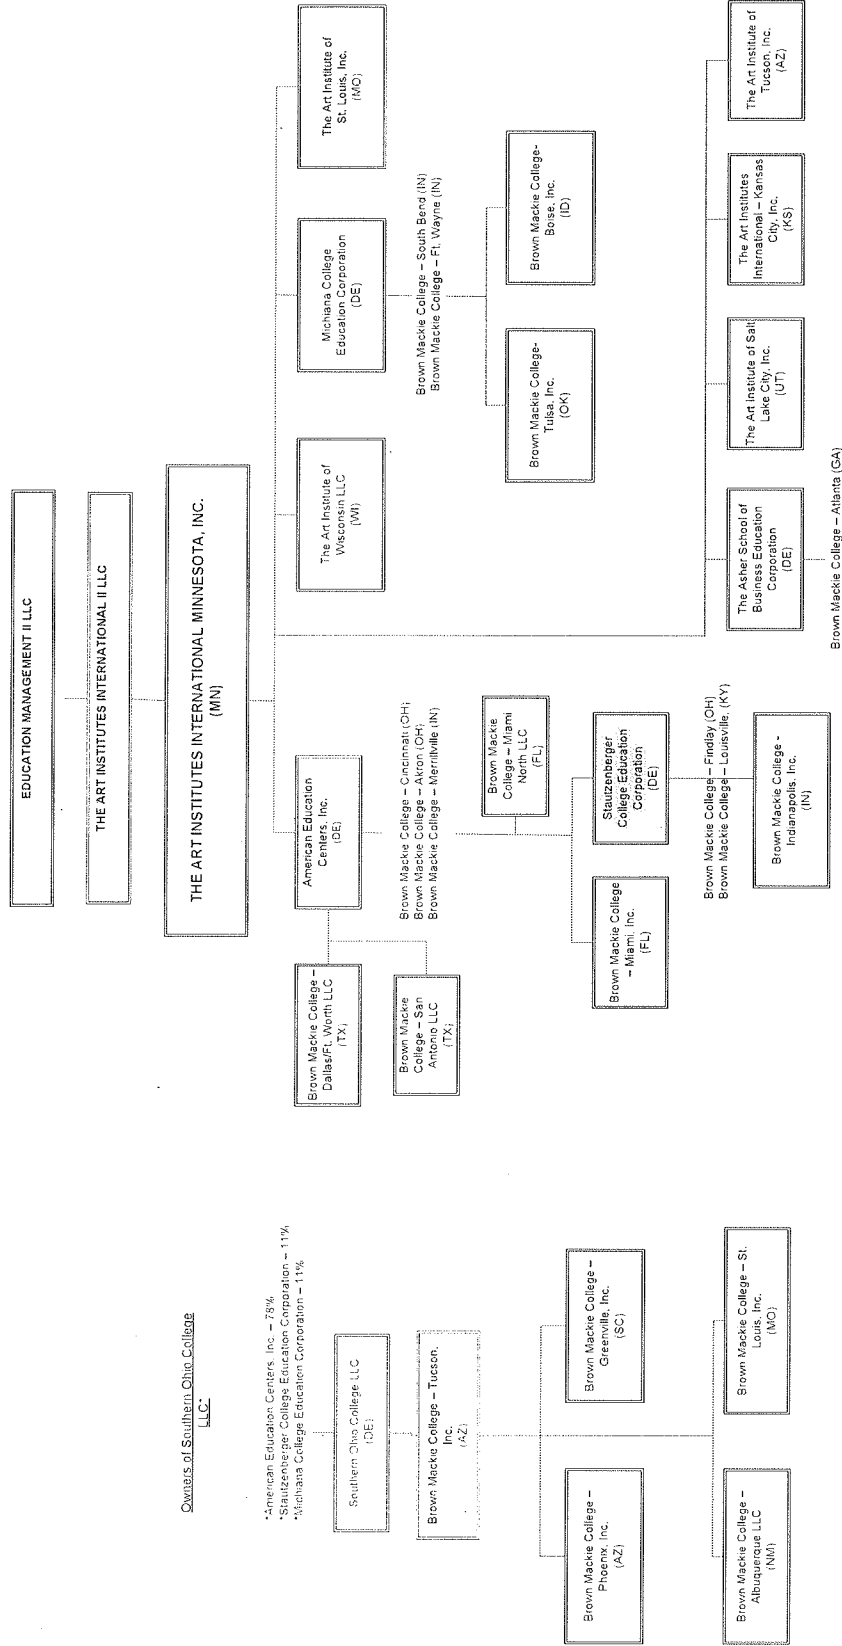 EDUCATION MANAGEMENT II LLC
THE ART INSTITUTES INTERNATIONAL II LLC
THE ART INSTITUTES INTERNATIONAL MINNESOTA, INC.
(MN)
Brown Mackie College –
Dallas/Ft. Worth LLC
(TX)
Brown Mackie
College – San
Antonio LLC
(TX)
American Education
Centers, Inc.
(DE)
Brown Mackie College – Cincinnati (OH)
Brown Mackie College – Akron (OH)
Brown Mackie College – Merrillville (IN)
Brown Mackie
College – Miami
North LLC
(FL)
Brown Mackie College
– Miami, Inc.
(FL)
Stautzenberger
College Education
Corporation
(DE)
Brown Mackie College – Findlay (OH)
Brown Mackie College – Louisville, (KY)
Brown Mackie College –
Indianapolis, Inc.
(IN)
The Art Institute of
Wisconsin LLC
(WI)
Michiana College
Education Corporation
(DE)
Brown Mackie College – South Bend (IN)
Brown Mackie College – Ft. Wayne (IN)
Brown Mackie College-
Tulsa, Inc.
(OK)
Brown Mackie College-
Boise, Inc.
(ID)
The Art Institute of
St. Louis, Inc.
(MO)
The Asher School of
Business Education
Corporation
(DE)
Brown Mackie College – Atlanta (GA)
The Art Institute of Salt
Lake City, Inc.
(UT)
The Art Institutes
International – Kansas
City, Inc.
(KS)
The Art Institute of
Tucson, Inc.
(AZ)
Owners of Southern Ohio College
LLC*
*American Education Centers, Inc. – 78%
*Stautzenberger College Education Corporation – 11%
*Michiana College Education Corporation – 11%
Southern Ohio College LLC
(DE)
Brown Mackie College – Tucson,
Inc.
(AZ)
Brown Mackie College –
Phoenix, Inc.
(AZ)
Brown Mackie College –
Greenville, Inc.
(SC)
Brown Mackie College –
Albuquerque LLC
(NM)
Brown Mackie College – St.
Louis, Inc.
(MO)